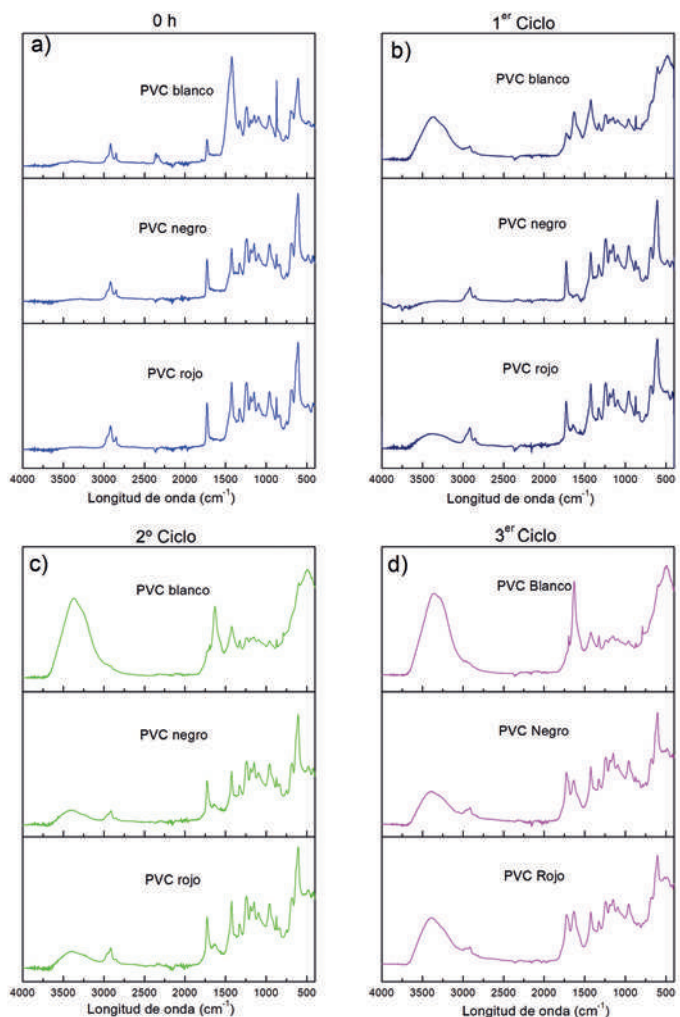 0 h
a)
PVC blanco
PVC negro
PVC rojo
4000 3500 3000 2500 2000 1500 1000 500
Longitud de onda (cm⁻¹)
1er Ciclo
b)
PVC blanco
PVC negro
PVC rojo
4000 3500 3000 2500 2000 1500 1000 500
Longitud de onda (cm⁻¹)
2º Ciclo
c)
PVC blanco
PVC negro
PVC rojo
4000 3500 3000 2500 2000 1500 1000 500
Longitud de onda (cm⁻¹)
3er Ciclo
d)
PVC Blanco
PVC Negro
PVC Rojo
4000 3500 3000 2500 2000 1500 1000 500
Longitud de onda (cm⁻¹)